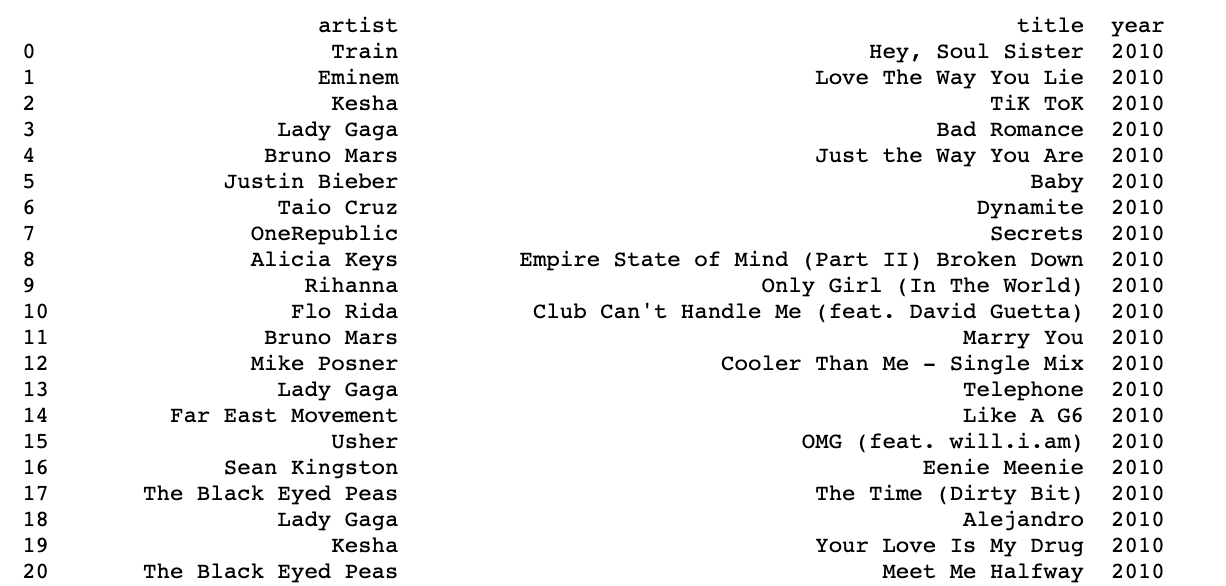 artist title year
0 Train Hey, Soul Sister 2010
1 Eminem Love The Way You Lie 2010
2 Kesha TiK ToK 2010
3 Lady Gaga Bad Romance 2010
4 Bruno Mars Just the Way You Are 2010
5 Justin Bieber Baby 2010
6 Taio Cruz Dynamite 2010
7 OneRepublic Secrets 2010
8 Alicia Keys Empire State of Mind (Part II) Broken Down 2010
9 Rihanna Only Girl (In The World) 2010
10 Flo Rida Club Can't Handle Me (feat. David Guetta) 2010
11 Bruno Mars Marry You 2010
12 Mike Posner Cooler Than Me - Single Mix 2010
13 Lady Gaga Telephone 2010
14 Far East Movement Like A G6 2010
15 Usher OMG (feat. will.i.am) 2010
16 Sean Kingston Eenie Meenie 2010
17 The Black Eyed Peas The Time (Dirty Bit) 2010
18 Lady Gaga Alejandro 2010
19 Kesha Your Love Is My Drug 2010
20 The Black Eyed Peas Meet Me Halfway 2010